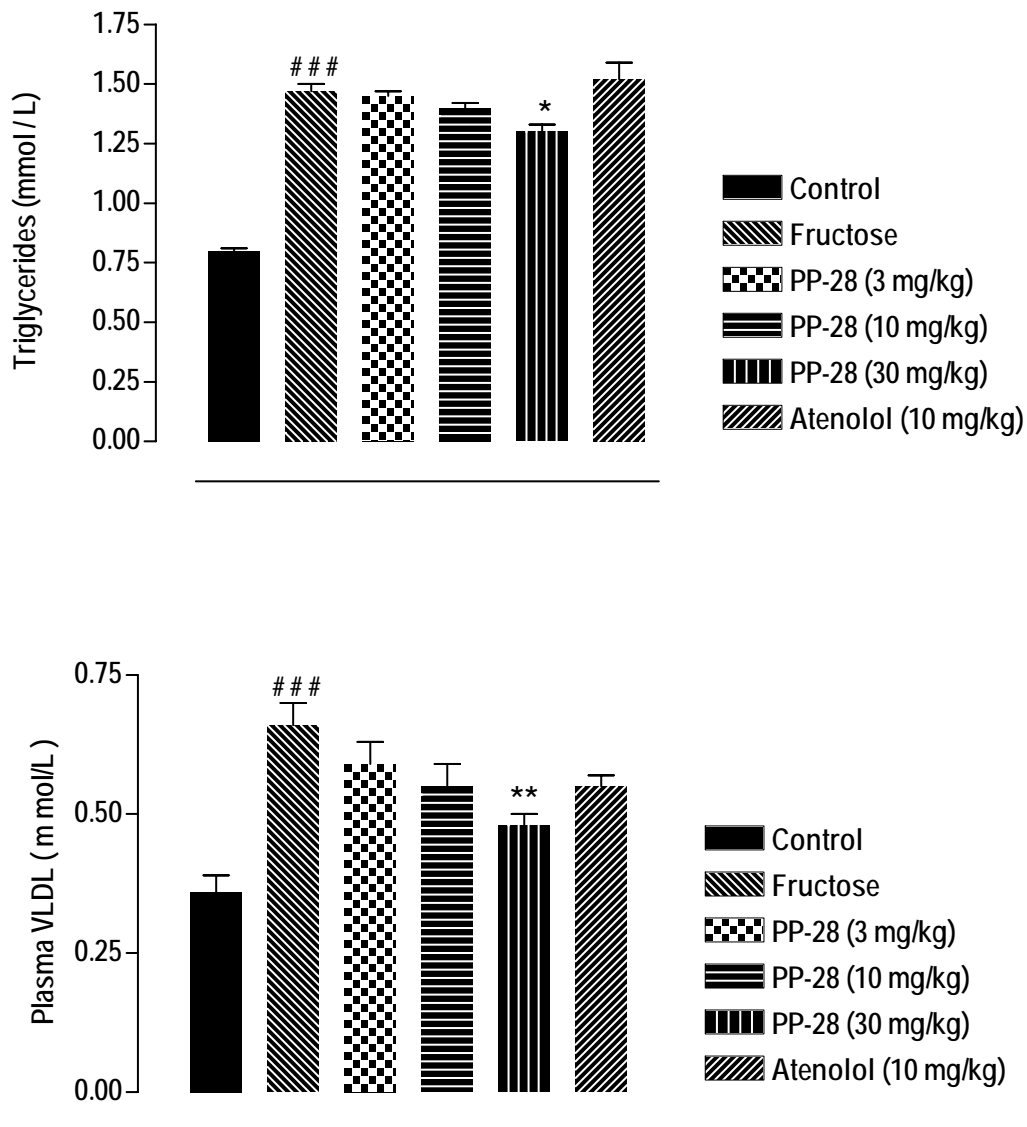 Triglycerides (mmol / L)
1.75
1.50
1.25
1.00
0.75
0.50
0.25
0.00
# # #
*
Control
Fructose
PP-28 (3 mg/kg)
PP-28 (10 mg/kg)
PP-28 (30 mg/kg)
Atenolol (10 mg/kg)
Plasma VLDL ( m mol/L )
0.75
0.50
0.25
0.00
# # #
**
Control
Fructose
PP-28 (3 mg/kg)
PP-28 (10 mg/kg)
PP-28 (30 mg/kg)
Atenolol (10 mg/kg)